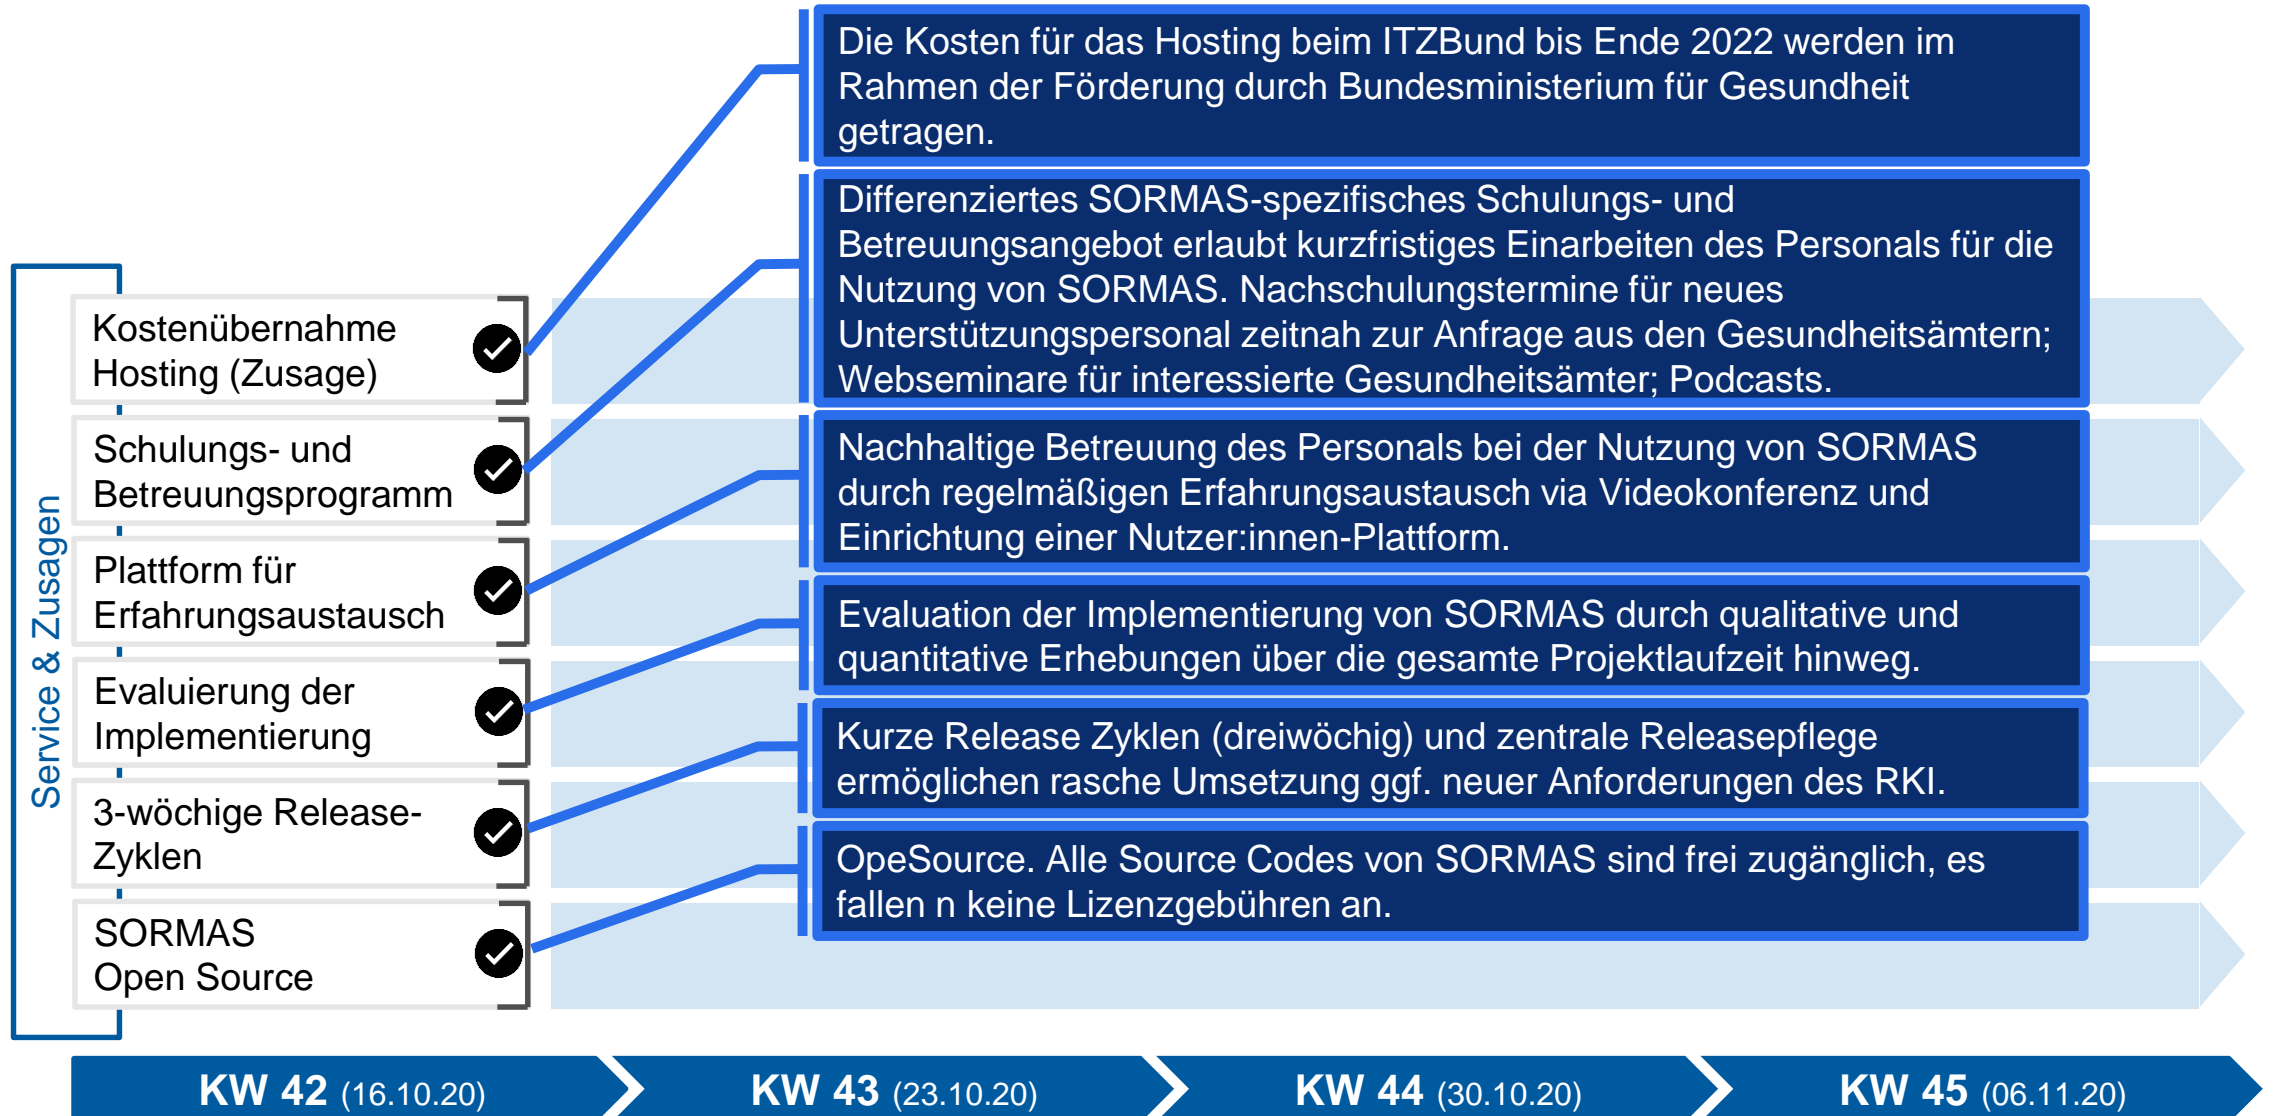 Die Kosten für das Hosting beim ITZBund bis Ende 2022 werden im
Rahmen der Förderung durch Bundesministerium für Gesundheit
getragen.
Differenziertes SORMAS-spezifisches Schulungs- und
Betreuungsangebot erlaubt kurzfristiges Einarbeiten des Personals für die
Nutzung von SORMAS. Nachschulungstermine für neues
Unterstützungspersonal zeitnah zur Anfrage aus den Gesundheitsämtern;
Webseminare für interessierte Gesundheitsämter; Podcasts.
Nachhaltige Betreuung des Personals bei der Nutzung von SORMAS
durch regelmäßigen Erfahrungsaustausch via Videokonferenz und
Einrichtung einer Nutzer:innen-Plattform.
Evaluation der Implementierung von SORMAS durch qualitative und
quantitative Erhebungen über die gesamte Projektlaufzeit hinweg.
Kurze Release Zyklen (dreiwöchig) und zentrale Releasepflege
ermöglichen rasche Umsetzung ggf. neuer Anforderungen des RKI.
OpeSource. Alle Source Codes von SORMAS sind frei zugänglich, es
fallen n keine Lizenzgebühren an.
Service & Zusagen
Kostenübernahme
Hosting (Zusage)
Schulungs- und
Betreuungsprogramm
Plattform für
Erfahrungsaustausch
Evaluierung der
Implementierung
3-wöchige Release-
Zyklen
SORMAS
Open Source
KW 42 (16.10.20)
KW 43 (23.10.20)
KW 44 (30.10.20)
KW 45 (06.11.20)